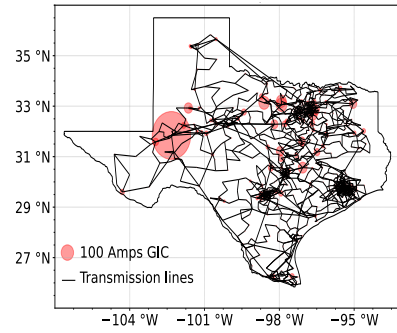 35 °N
33 °N
31 °N
29 °N
27 °N
100 Amps GIC
Transmission lines
−104 °W −101 °W −98 °W −95 °W